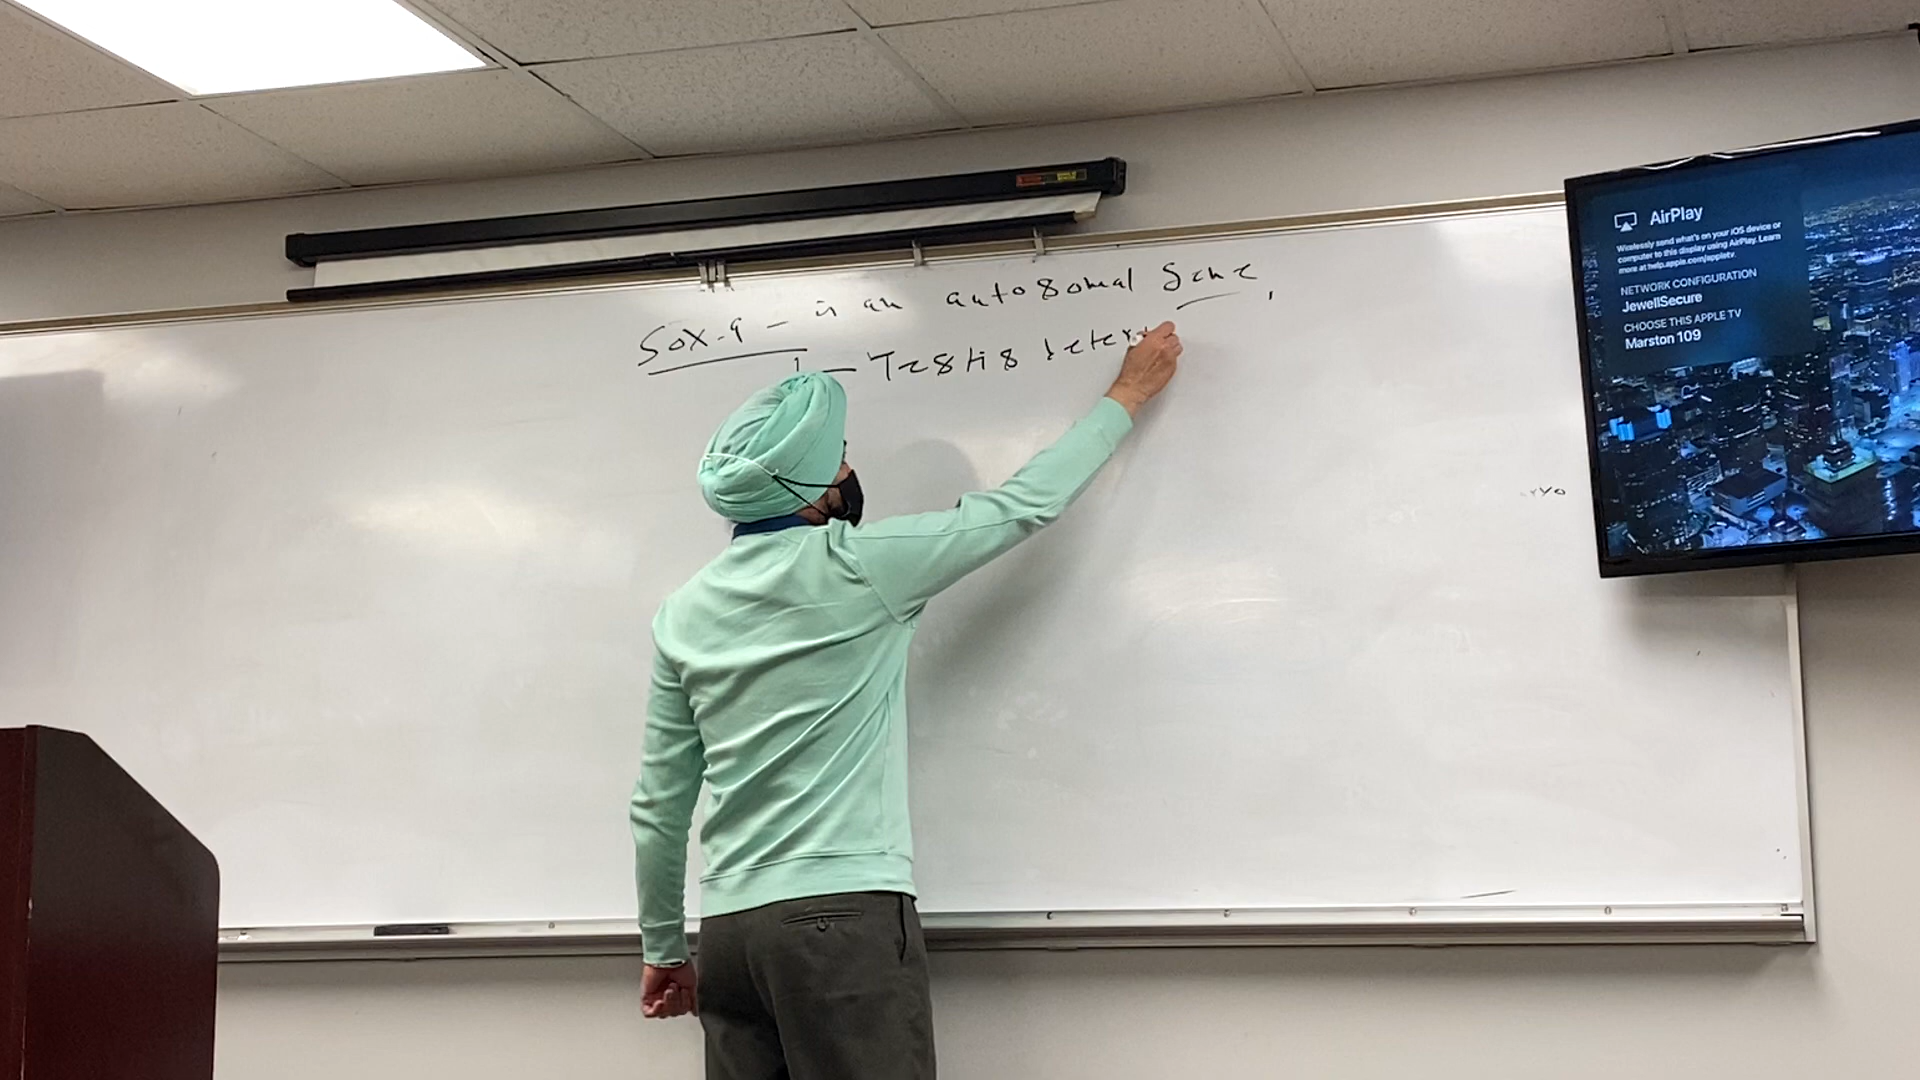 SOX-9 - is an autosomal gene,
- Testis deter
AirPlay
Wirelessly send what's on your iOS device or
computer to this display using AirPlay. Learn
more at help.apple.com/appletv.
NETWORK CONFIGURATION
JewellSecure
CHOOSE THIS APPLE TV
Marston 109